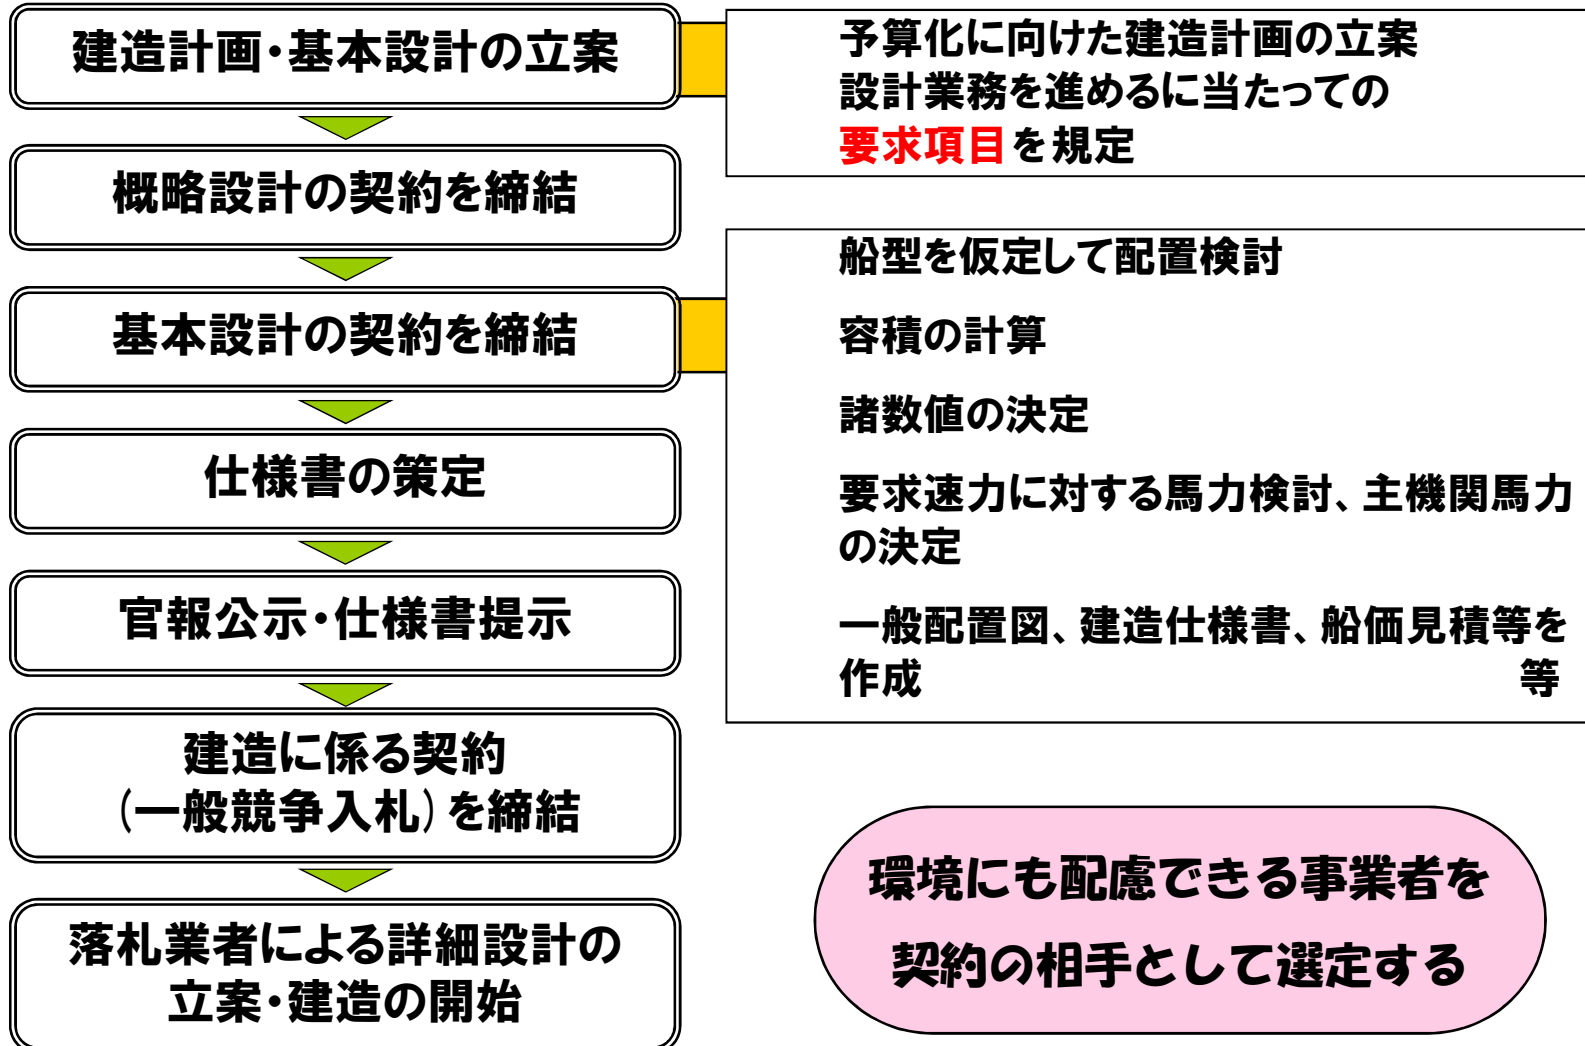 建造計画・基本設計の立案
予算化に向けた建造計画の立案
設計業務を進めるに当たっての
要求項目を規定
概略設計の契約を締結
基本設計の契約を締結
船型を仮定して配置検討
容積の計算
諸数値の決定
要求速力に対する馬力検討、主機関馬力
の決定
一般配置図、建造仕様書、船価見積等を
作成 等
仕様書の策定
官報公示・仕様書提示
建造に係る契約
(一般競争入札)を締結
落札業者による詳細設計の
立案・建造の開始
環境にも配慮できる事業者を
契約の相手として選定する